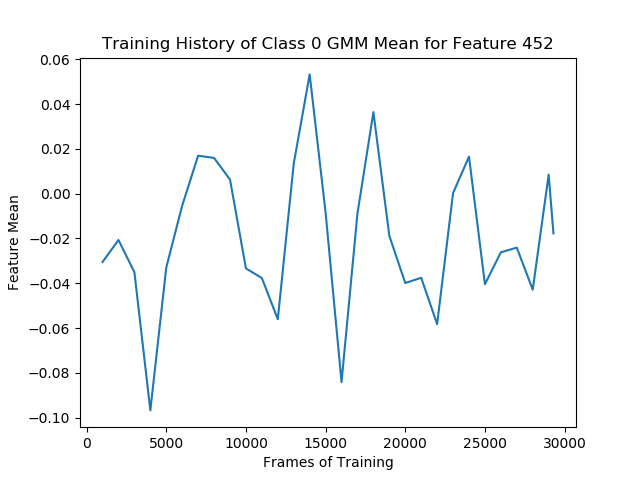 Training History of Class 0 GMM Mean for Feature 452
0.06
0.04
0.02
0.00
−0.02
−0.04
−0.06
−0.08
−0.10
Feature Mean
0 5000 10000 15000 20000 25000 30000
Frames of Training